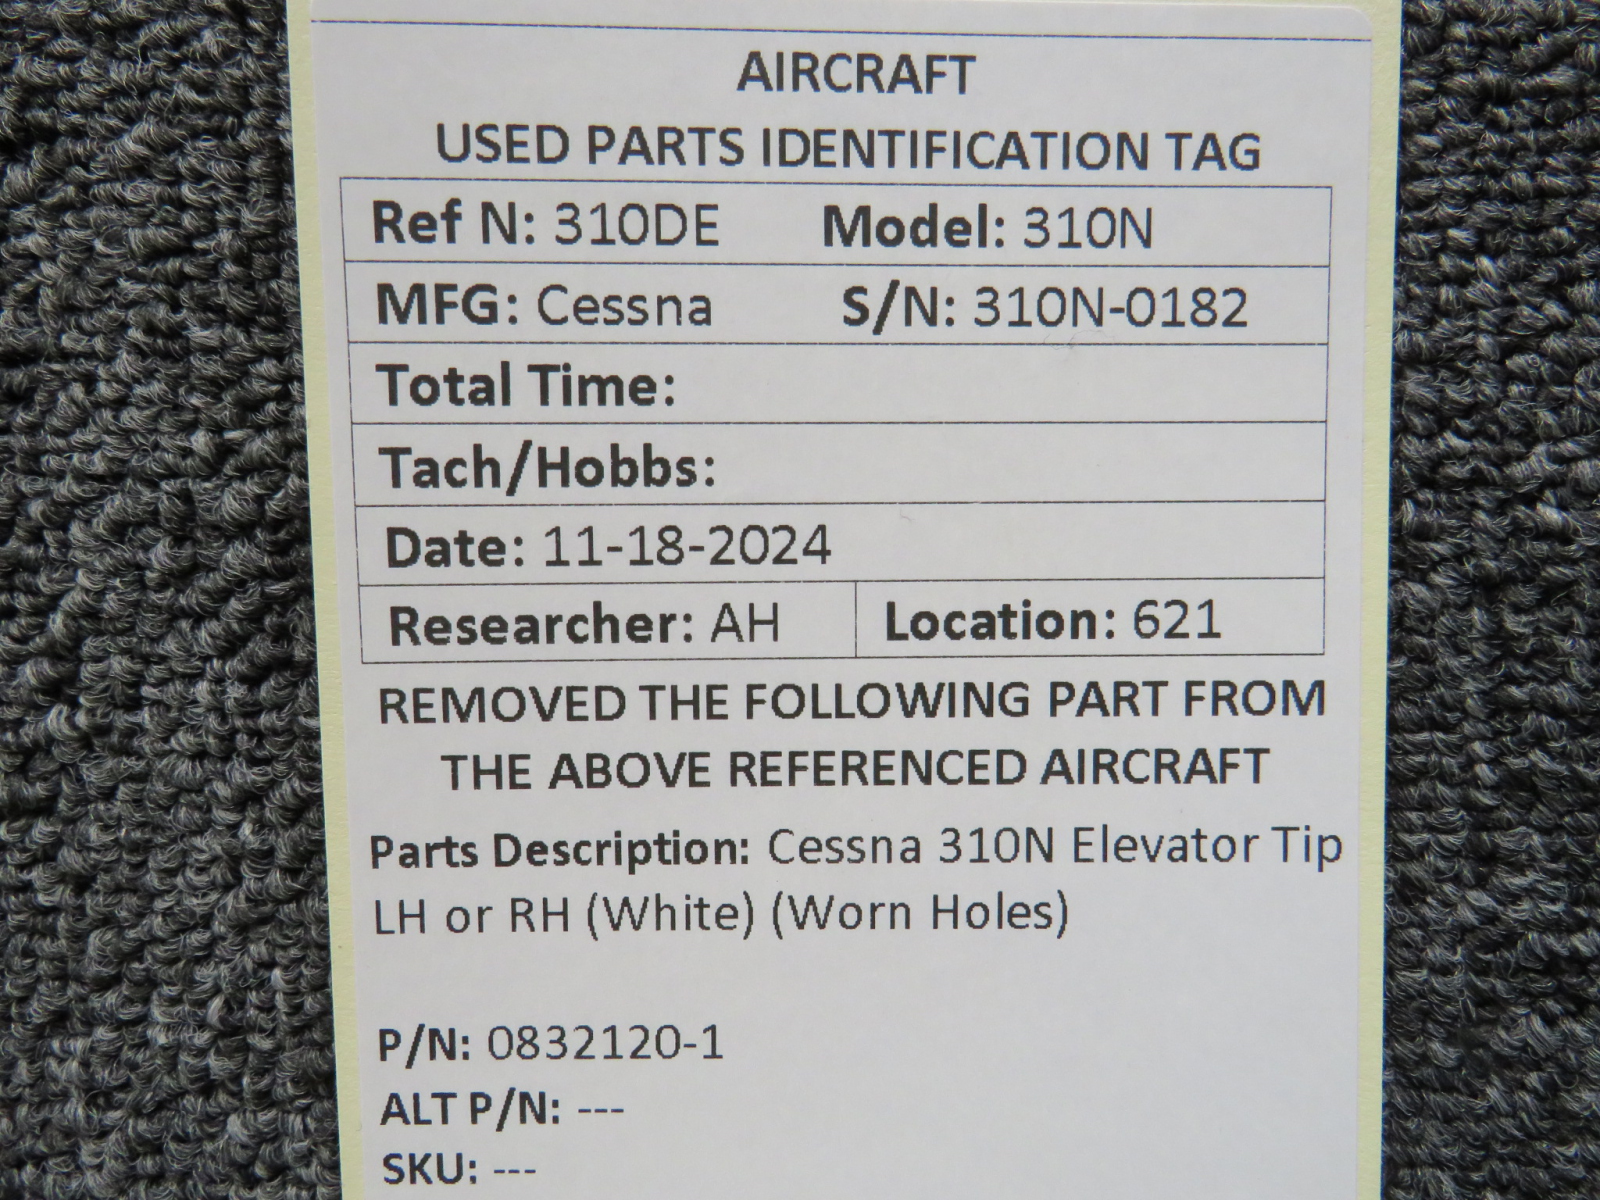 AIRCRAFT
USED PARTS IDENTIFICATION TAG
Ref N: 310DE Model: 310N
MFG: Cessna S/N: 310N-0182
Total Time:
Tach/Hobbs:
Date: 11-18-2024
Researcher: AH Location: 621
REMOVED THE FOLLOWING PART FROM
THE ABOVE REFERENCED AIRCRAFT
Parts Description: Cessna 310N Elevator Tip
LH or RH (White) (Worn Holes)
P/N: 0832120-1
ALT P/N: ---
SKU: ---